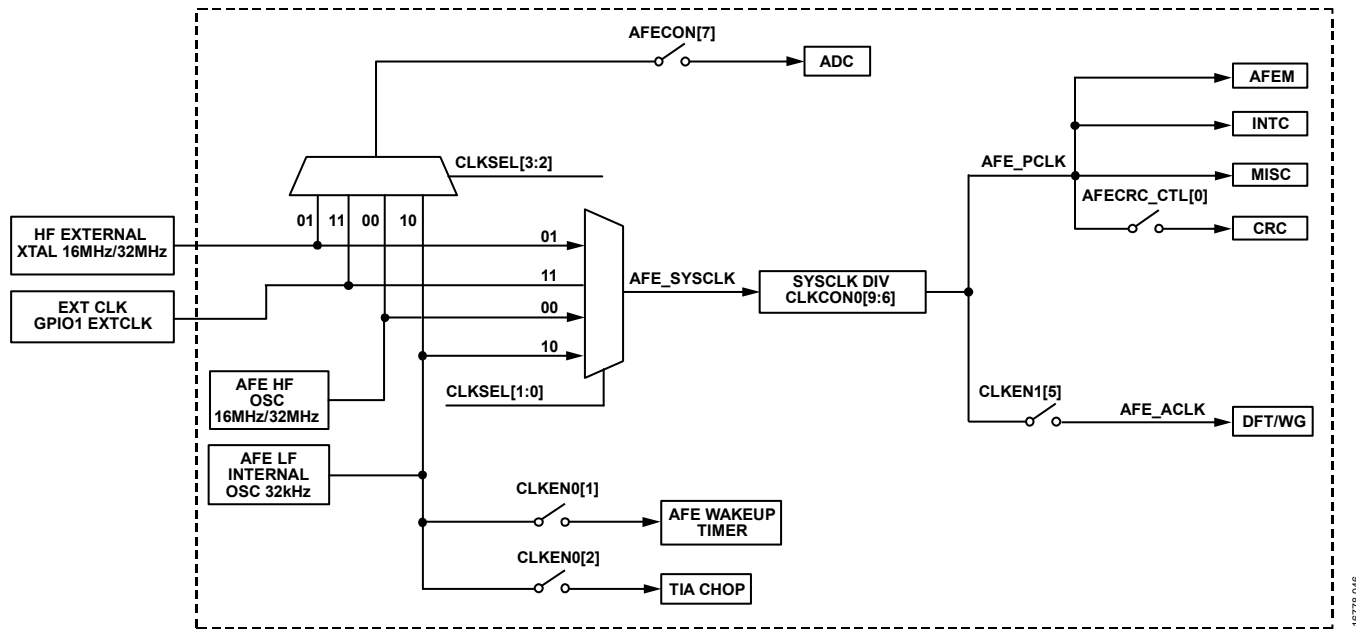 AFECON[7]
ADC
CLKSEL[3:2]
01 11 00 10
HF EXTERNAL
XTAL 16MHz/32MHz
EXT CLK
GPIO1 EXTCLK
AFE HF
OSC
16MHz/32MHz
AFE LF
INTERNAL
OSC 32kHz
01
11
00
10
CLKSEL[1:0]
AFE_SYSCLK
SYSCLK DIV
CLKCON0[9:6]
AFE_PCLK
AFEM
INTC
MISC
AFECRC_CTL[0]
CRC
CLKEN1[5]
AFE_ACLK
DFT/WG
CLKEN0[1]
AFE WAKEUP
TIMER
CLKEN0[2]
TIA CHOP
16778-046